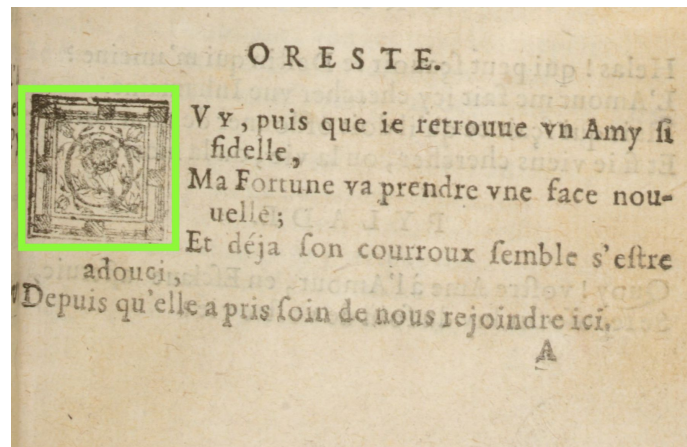 ORESTE.
OVY, puis que ie retrouue vn Amy ſi
fidelle,
Ma Fortune va prendre vne face nou-
uelle;
Et déja ſon courroux ſemble s'eſtre
adouci,
Depuis qu'elle a pris ſoin de nous rejoindre ici.
A